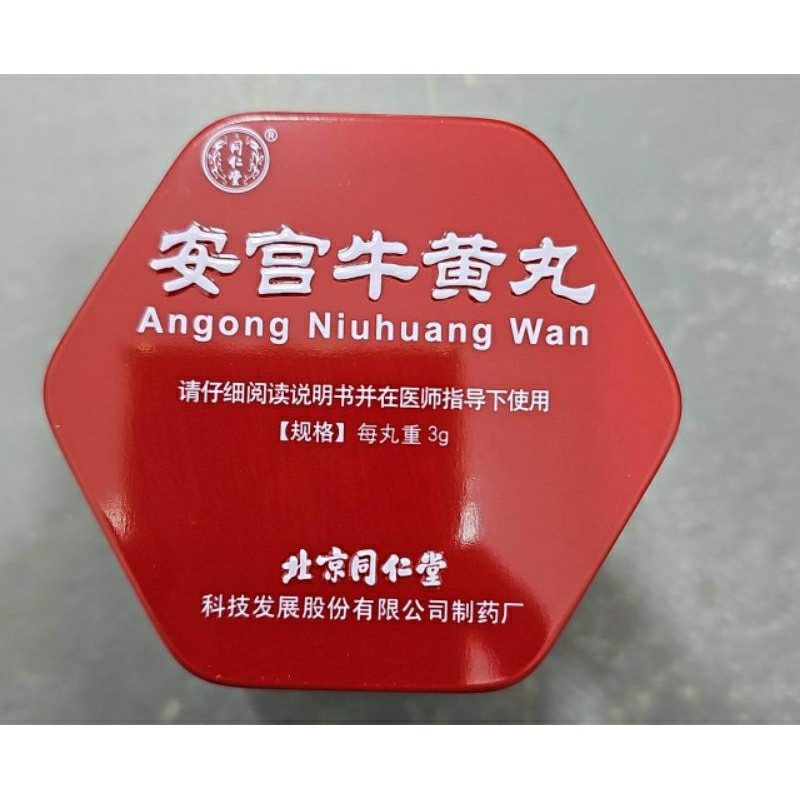 同仁堂®
安宫牛黄丸
Angong Niuhuang Wan
请仔细阅读说明书并在医师指导下使用
【规格】每丸重 3g
北京同仁堂
科技发展股份有限公司制药厂